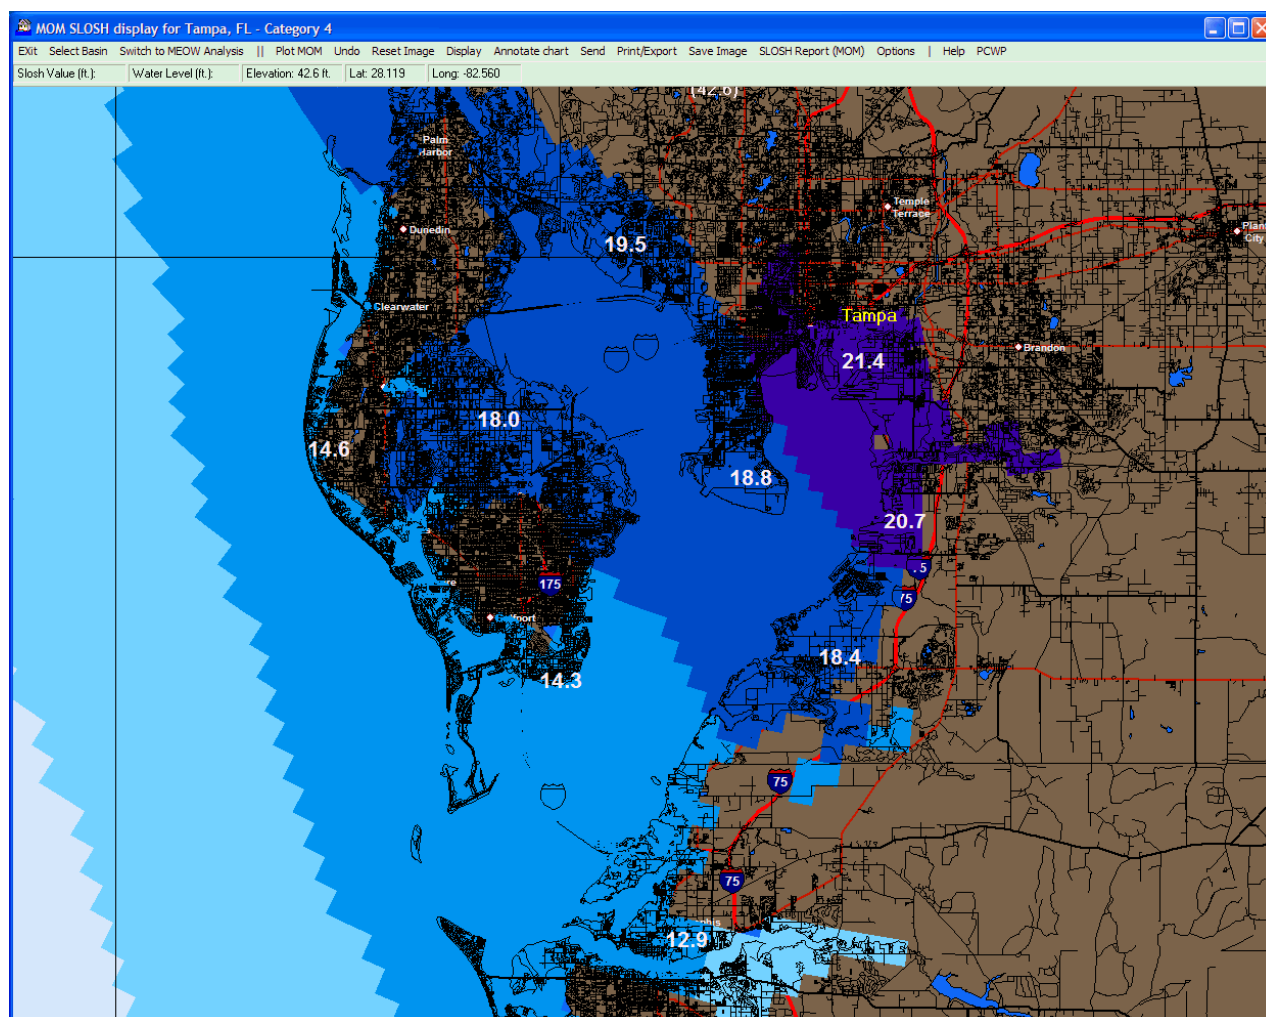 MOM SLOSH display for Tampa, FL - Category 4
EXit Select Basin Switch to MEOW Analysis || Plot MOM Undo Reset Image Display Annotate chart Send Print/Export Save Image SLOSH Report (MOM) Options | Help PCWP
Slosh Value (ft.): Water Level (ft.): Elevation: 42.6 ft. Lat: 28.119 Long: -82.560
(42.6)
Palm
Harbor
Temple
Terrace
Plant
City
Dunedin
19.5
Clearwater
Tampa
Brandon
21.4
18.0
14.6
18.8
20.7
175
75
18.4
14.3
75
75
12.9